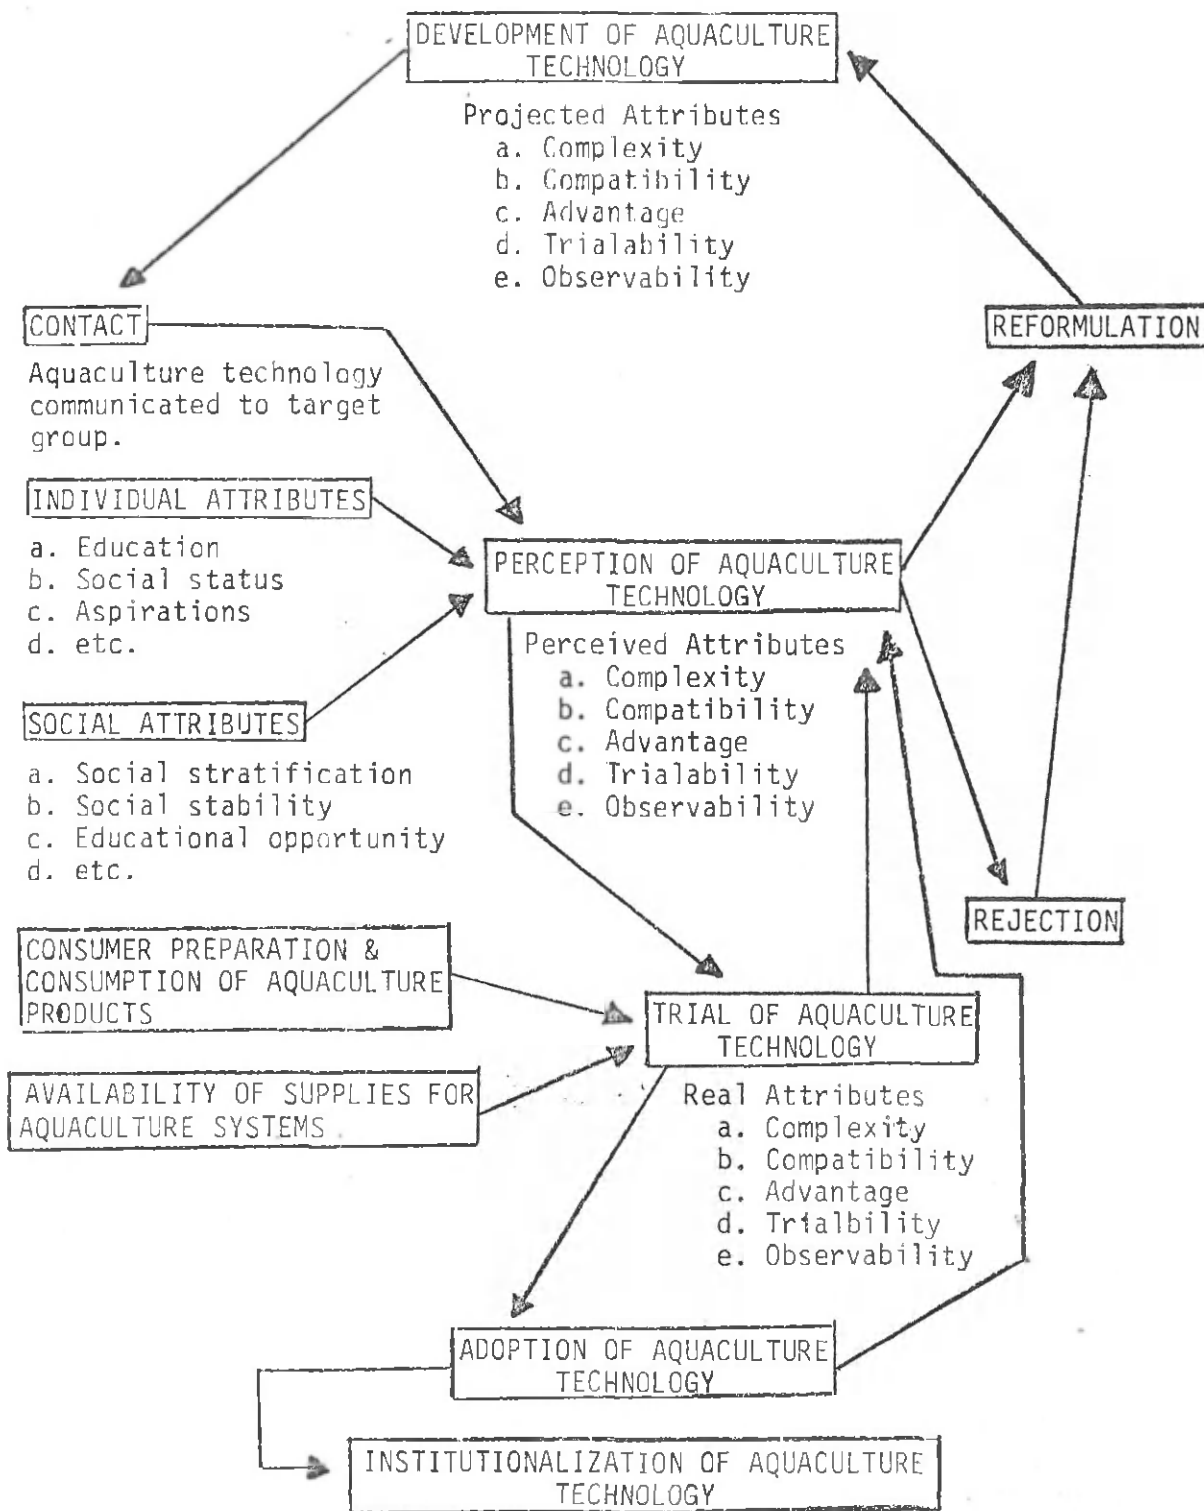 DEVELOPMENT OF AQUACULTURE
TECHNOLOGY
Projected Attributes
a. Complexity
b. Compatibility
c. Advantage
d. Trialability
e. Observability
CONTACT
Aquaculture technology
communicated to target
group.
REFORMULATION
INDIVIDUAL ATTRIBUTES
a. Education
b. Social status
c. Aspirations
d. etc.
PERCEPTION OF AQUACULTURE
TECHNOLOGY
Perceived Attributes
a. Complexity
b. Compatibility
c. Advantage
d. Trialability
e. Observability
SOCIAL ATTRIBUTES
a. Social stratification
b. Social stability
c. Educational opportunity
d. etc.
REJECTION
CONSUMER PREPARATION &
CONSUMPTION OF AQUACULTURE
PRODUCTS
TRIAL OF AQUACULTURE
TECHNOLOGY
AVAILABILITY OF SUPPLIES FOR
AQUACULTURE SYSTEMS
Real Attributes
a. Complexity
b. Compatibility
c. Advantage
d. Trialbility
e. Observability
ADOPTION OF AQUACULTURE
TECHNOLOGY
INSTITUTIONALIZATION OF AQUACULTURE
TECHNOLOGY